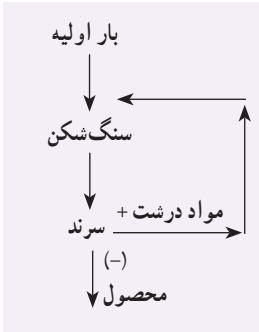 بار اولیه
سنگ‌شکن
مواد درشت +
سرند
(–)
محصول